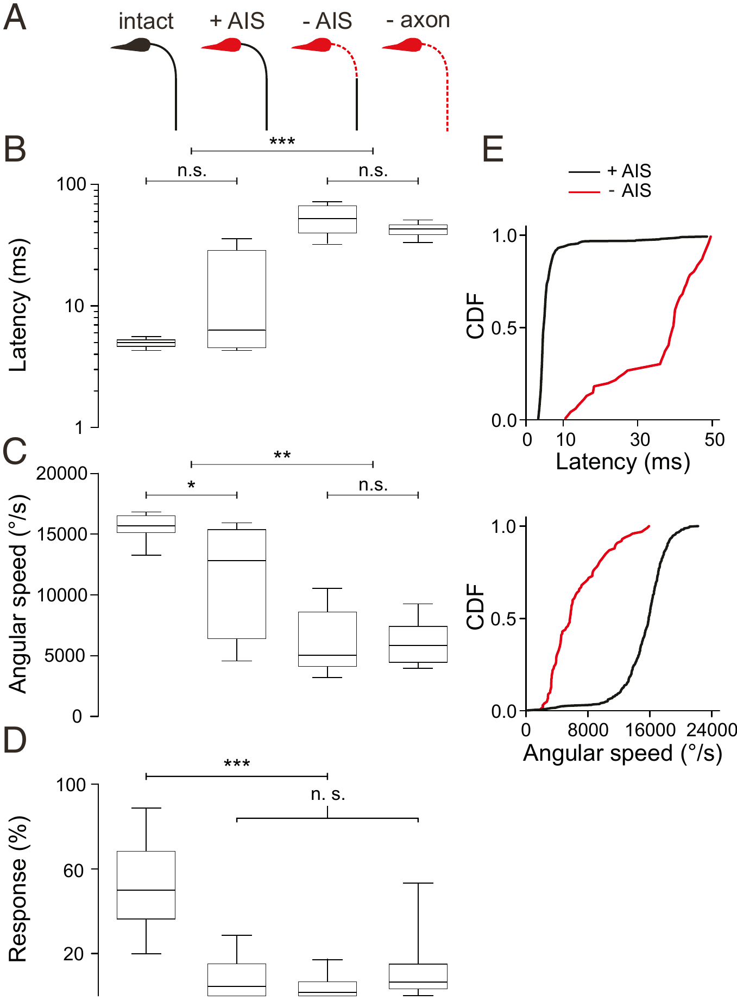 A
intact
+ AIS
- AIS
- axon
B
***
n.s.
n.s.
100
10
1
Latency (ms)
C
**
*
n.s.
20000
15000
10000
5000
0
Angular speed (°/s)
D
***
n. s.
100
60
20
Response (%)
E
+ AIS
- AIS
1.0
0.5
0.0
CDF
0 10 30 50
Latency (ms)
1.0
0.5
0.0
CDF
0 8000 16000 24000
Angular speed (°/s)